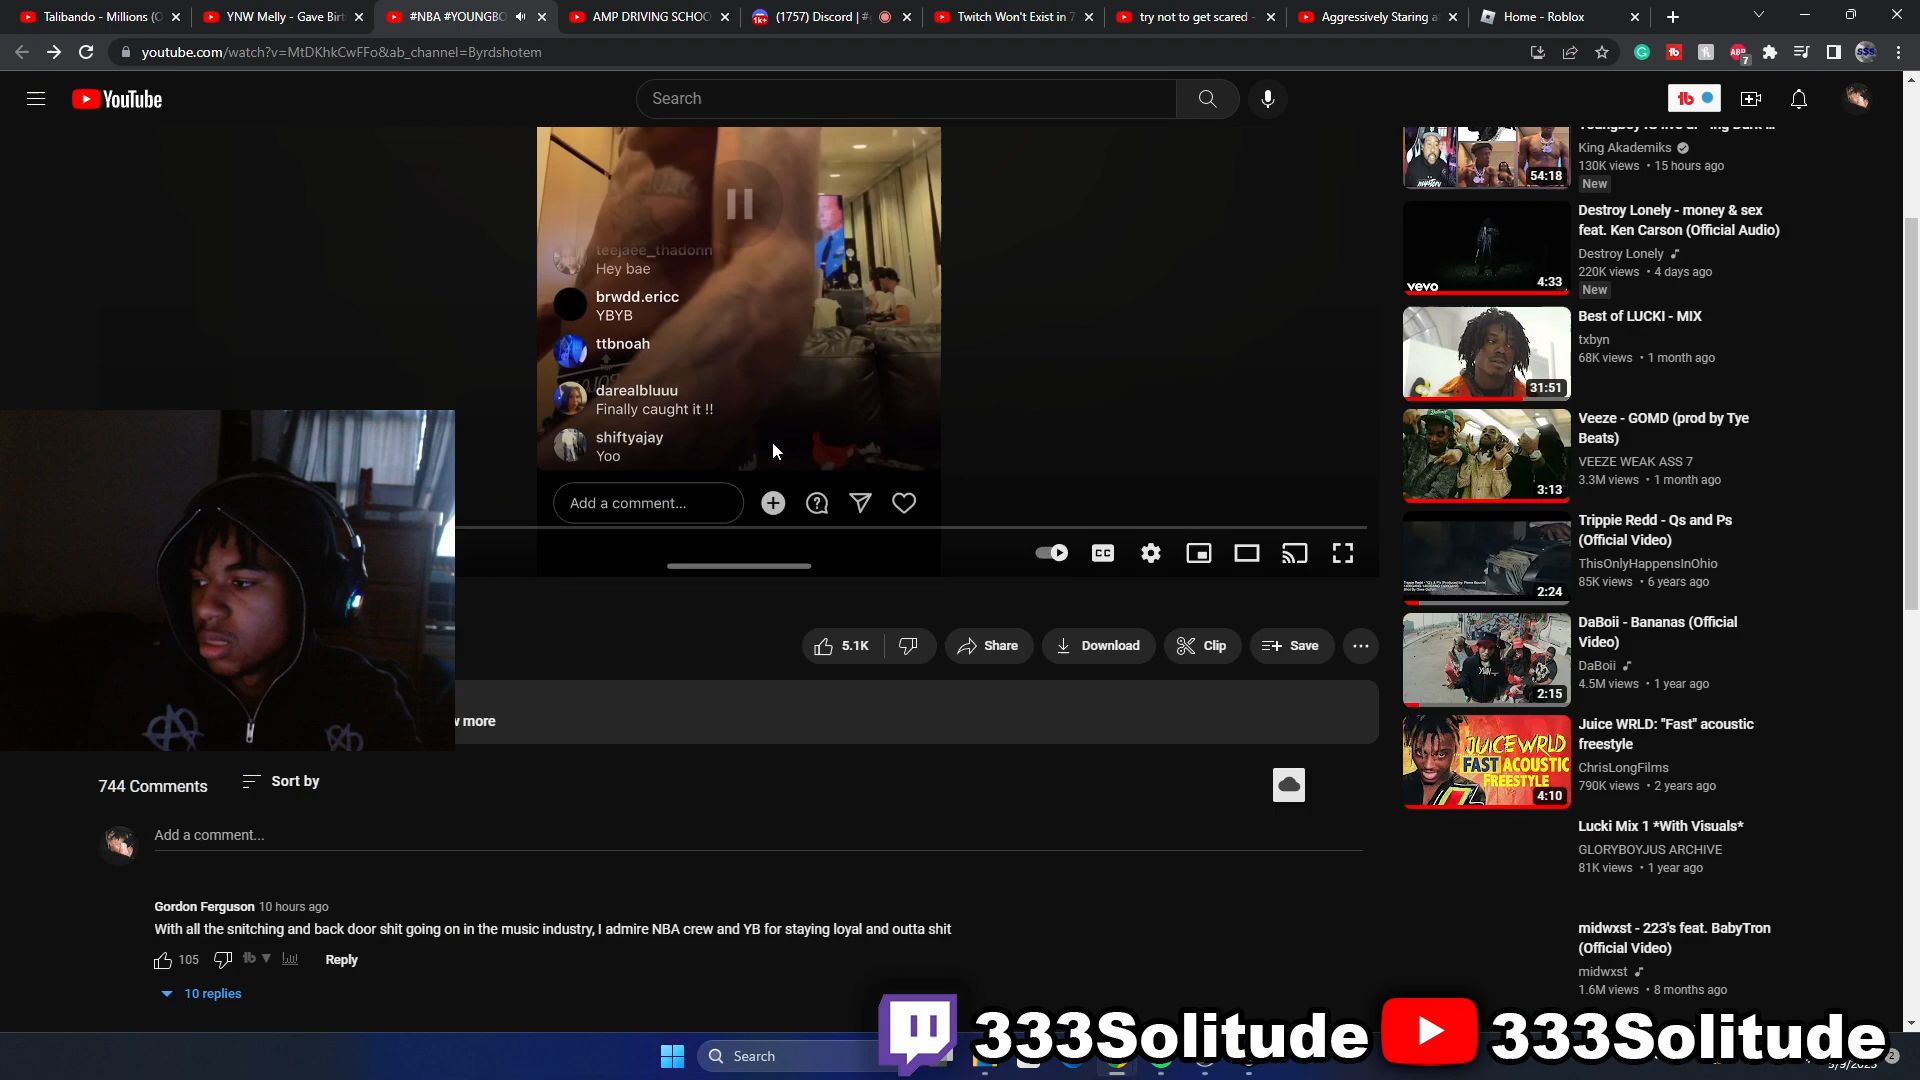 Talibando - Millions (O
YNW Melly - Gave Birt
#NBA #YOUNGBO
AMP DRIVING SCHOO
(1757) Discord | #
Twitch Won't Exist in 7
try not to get scared -
Aggressively Staring a
Home - Roblox
youtube.com/watch?v=MtDKhkCwFFo&ab_channel=Byrdshotem
YouTube
Search
King Akademiks
130K views • 15 hours ago
New
54:18
Destroy Lonely - money & sex
feat. Ken Carson (Official Audio)
Destroy Lonely
220K views • 4 days ago
New
vevo
4:33
Best of LUCKI - MIX
txbyn
68K views • 1 month ago
31:51
Veeze - GOMD (prod by Tye
Beats)
VEEZE WEAK ASS 7
3.3M views • 1 month ago
3:13
Trippie Redd - Qs and Ps
(Official Video)
ThisOnlyHappensInOhio
85K views • 6 years ago
2:24
DaBoii - Bananas (Official
Video)
DaBoii
4.5M views • 1 year ago
2:15
Juice WRLD: "Fast" acoustic
freestyle
ChrisLongFilms
790K views • 2 years ago
JUICE WRLD
FAST ACOUSTIC
FREESTYLE
4:10
Lucki Mix 1 *With Visuals*
GLORYBOYJUS ARCHIVE
81K views • 1 year ago
midwxst - 223's feat. BabyTron
(Official Video)
midwxst
1.6M views • 8 months ago
teejaee_thadonn
Hey bae
brwdd.ericc
YBYB
ttbnoah
darealbluuu
Finally caught it !!
shiftyajay
Yoo
Add a comment...
CC
5.1K
Share
Download
Clip
Save
more
744 Comments
Sort by
Add a comment...
Gordon Ferguson 10 hours ago
With all the snitching and back door shit going on in the music industry, I admire NBA crew and YB for staying loyal and outta shit
105
Reply
10 replies
Search
333Solitude
333Solitude